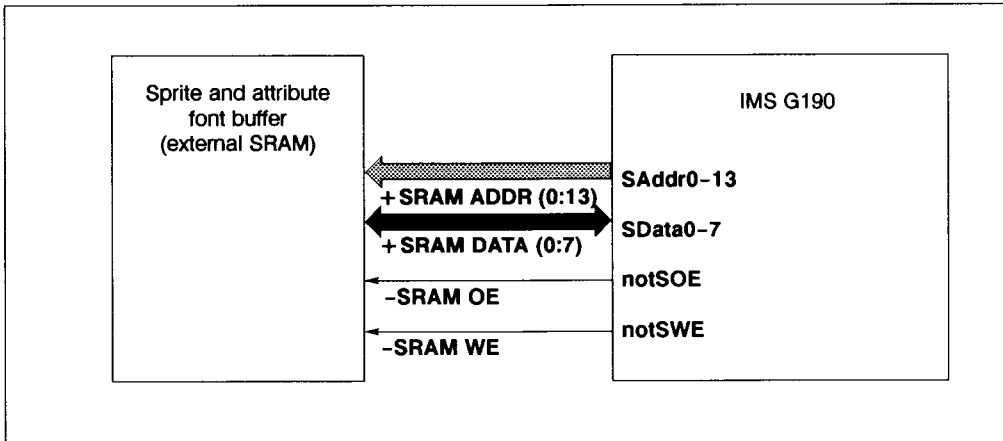 Sprite and attribute
font buffer
(external SRAM)
IMS G190
SAddr0-13
+SRAM ADDR (0:13)
SData0-7
+SRAM DATA (0:7)
notSOE
-SRAM OE
notSWE
-SRAM WE